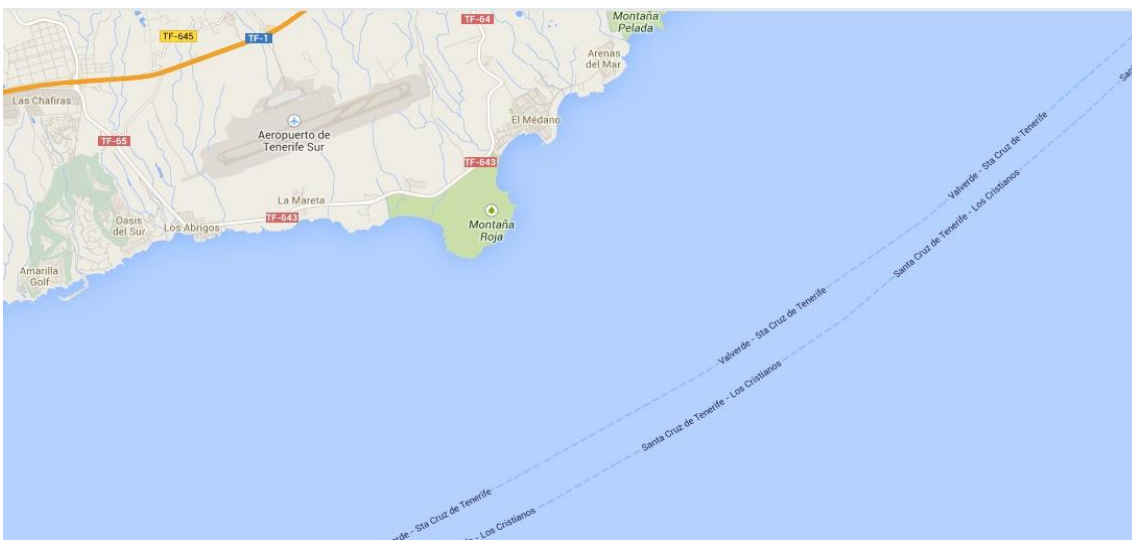 TF-64
Montaña
Pelada
TF-645
TF-1
Arenas
del Mar
Las Chafiras
El Médano
Aeropuerto de
Tenerife Sur
TF-65
TF-643
La Mareta
TF-643
Montaña
Roja
Oasis
del Sur
Los Abrigos
Amarilla
Golf
Valverde - Sta Cruz de Tenerife
Santa Cruz de Tenerife - Los Cristianos
Valverde - Sta Cruz de Tenerife
Santa Cruz de Tenerife - Los Cristianos
Sta Cruz de Tenerife
Los Cristianos